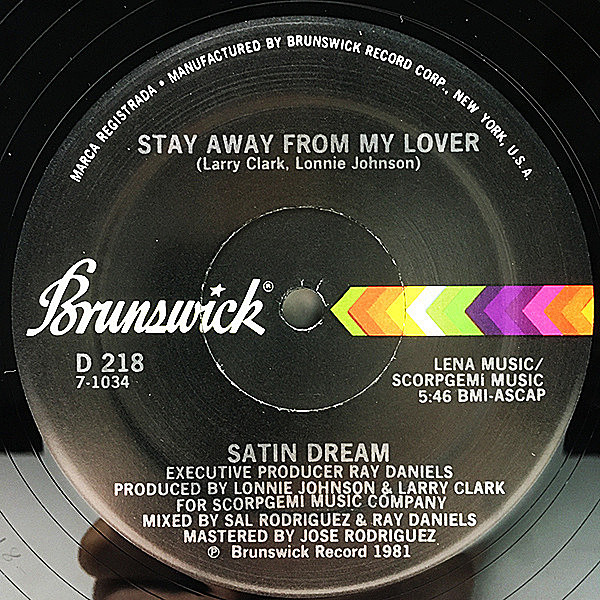 MARCA REGISTRADA • MANUFACTURED BY BRUNSWICK RECORD CORP., NEW YORK, U.S.A.
STAY AWAY FROM MY LOVER
(Larry Clark, Lonnie Johnson)
Brunswick®
D 218
7-1034
LENA MUSIC/
SCORPGEMi MUSIC
5:46 BMI-ASCAP
SATIN DREAM
EXECUTIVE PRODUCER RAY DANIELS
PRODUCED BY LONNIE JOHNSON & LARRY CLARK
FOR SCORPGEMI MUSIC COMPANY
MIXED BY SAL RODRIGUEZ & RAY DANIELS
MASTERED BY JOSE RODRIGUEZ
℗ Brunswick Record 1981